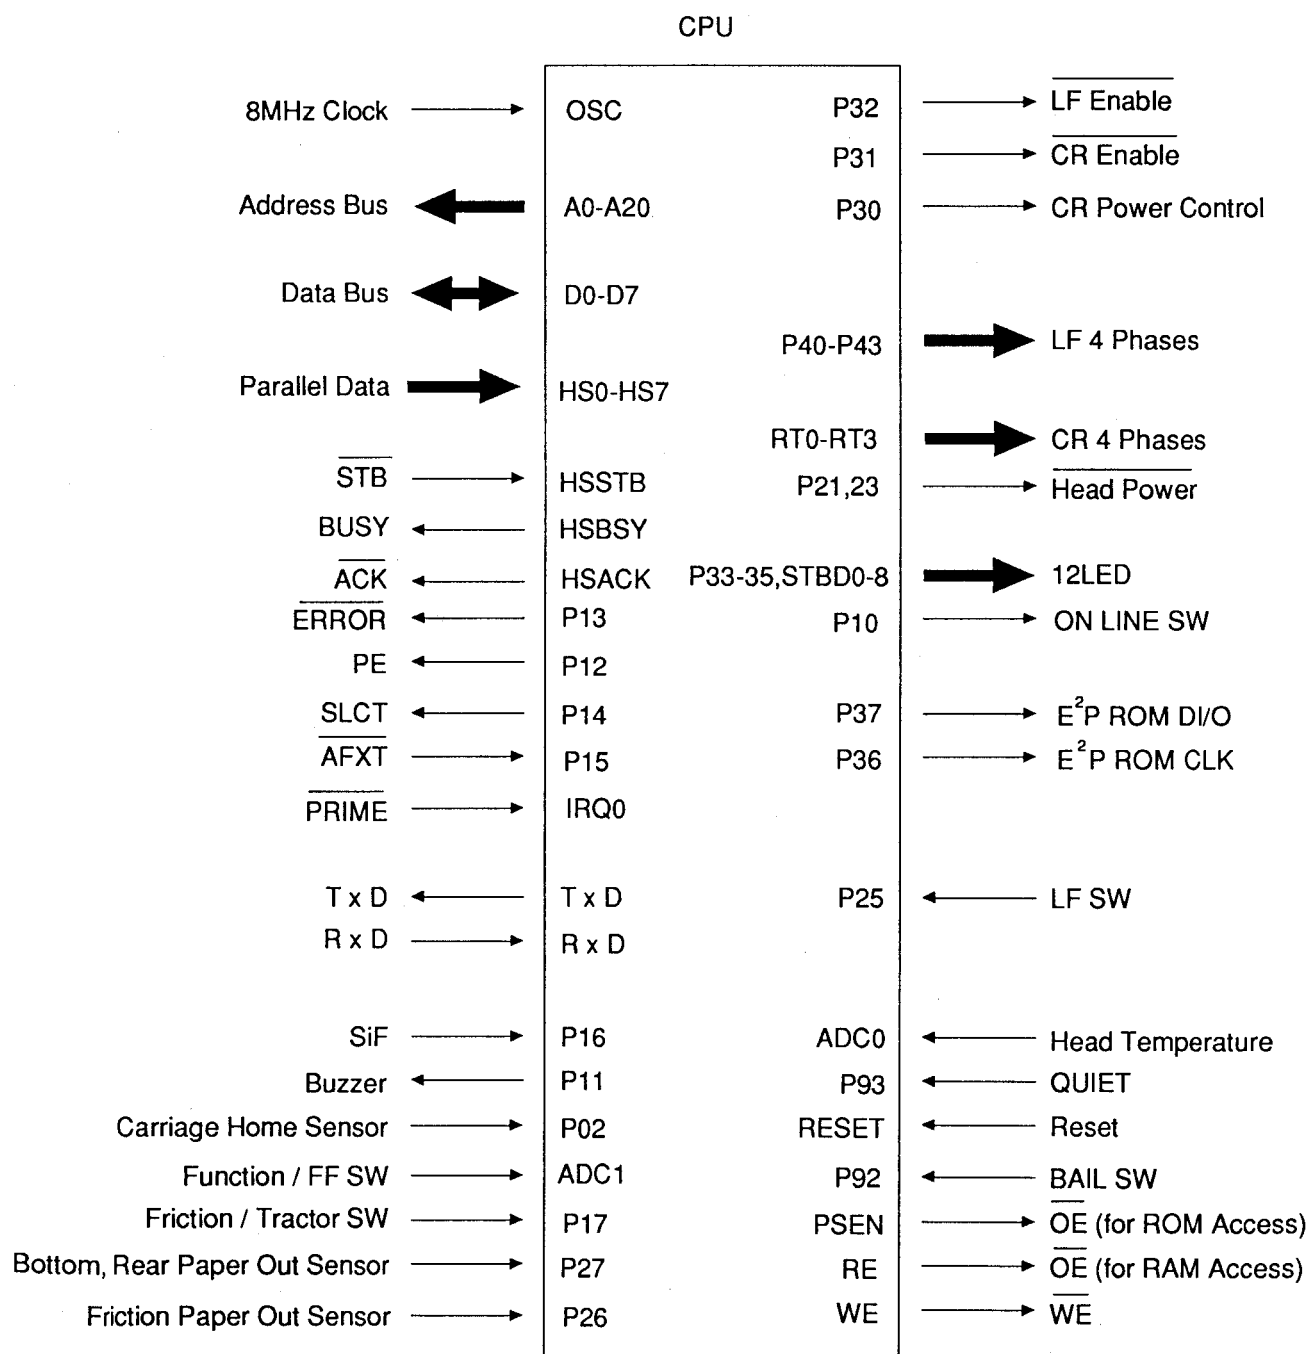 CPU
8MHz Clock OSC P32 LF Enable
P31 CR Enable
Address Bus A0-A20 P30 CR Power Control
Data Bus D0-D7
P40-P43 LF 4 Phases
Parallel Data HS0-HS7
RT0-RT3 CR 4 Phases
STB HSSTB P21,23 Head Power
BUSY HSBSY
ACK HSACK P33-35,STBD0-8 12LED
ERROR P13 P10 ON LINE SW
PE P12
SLCT P14 P37 E²P ROM DI/O
AFXT P15 P36 E²P ROM CLK
PRIME IRQ0
T x D T x D P25 LF SW
R x D R x D
SiF P16 ADC0 Head Temperature
Buzzer P11 P93 QUIET
Carriage Home Sensor P02 RESET Reset
Function / FF SW ADC1 P92 BAIL SW
Friction / Tractor SW P17 PSEN OE (for ROM Access)
Bottom, Rear Paper Out Sensor P27 RE OE (for RAM Access)
Friction Paper Out Sensor P26 WE WE